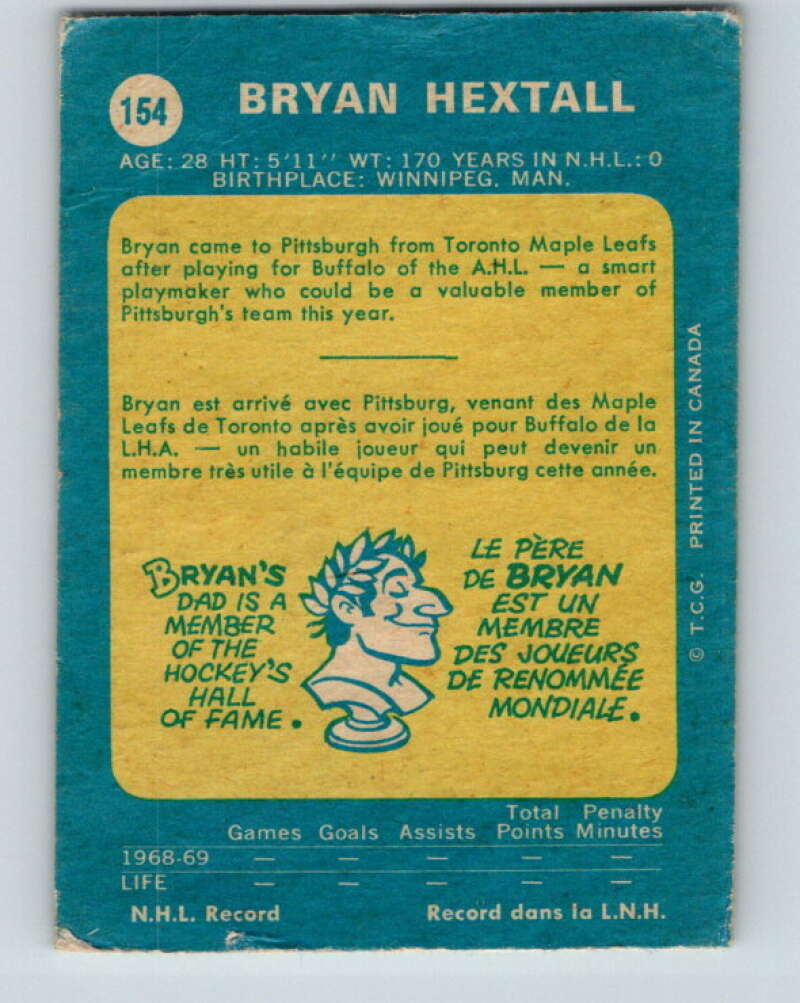 154 BRYAN HEXTALL
AGE: 28 HT: 5'11'' WT: 170 YEARS IN N.H.L.: 0
BIRTHPLACE: WINNIPEG, MAN.
Bryan came to Pittsburgh from Toronto Maple Leafs
after playing for Buffalo of the A.H.L. — a smart
playmaker who could be a valuable member of
Pittsburgh's team this year.
Bryan est arrivé avec Pittsburg, venant des Maple
Leafs de Toronto après avoir joué pour Buffalo de la
L.H.A. — un habile joueur qui peut devenir un
membre très utile à l'équipe de Pittsburg cette année.
BRYAN'S
DAD IS A
MEMBER
OF THE
HOCKEY'S
HALL
OF FAME.
LE PÈRE
DE BRYAN
EST UN
MEMBRE
DES JOUEURS
DE RENOMMÉE
MONDIALE.
© T.C.G. PRINTED IN CANADA
Total Penalty
Games Goals Assists Points Minutes
1968-69 — — — — —
LIFE — — — — —
N.H.L. Record Record dans la L.N.H.